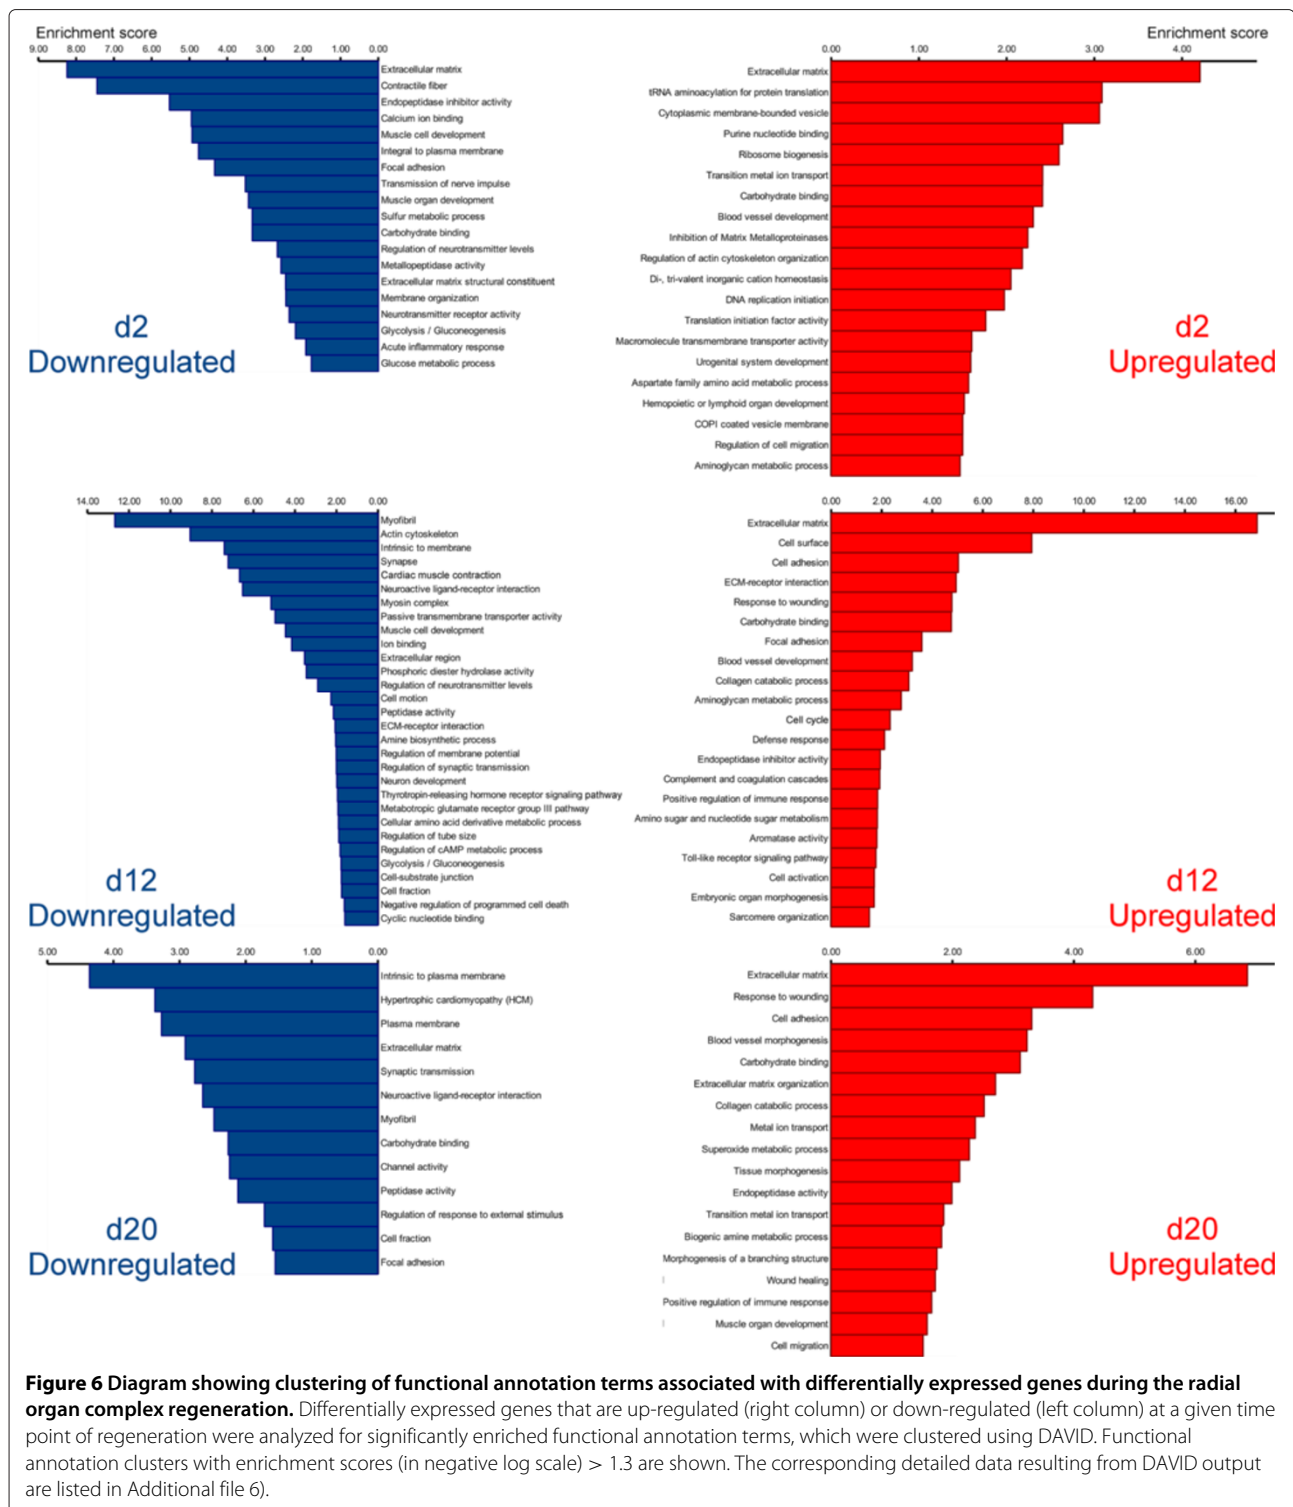 Enrichment score
9.00 8.00 7.00 6.00 5.00 4.00 3.00 2.00 1.00 0.00
Extracellular matrix
Contractile fiber
Endopeptidase inhibitor activity
Calcium ion binding
Muscle cell development
Integral to plasma membrane
Focal adhesion
Transmission of nerve impulse
Muscle organ development
Sulfur metabolic process
Carbohydrate binding
Regulation of neurotransmitter levels
Metallopeptidase activity
Extracellular matrix structural constituent
Membrane organization
Neurotransmitter receptor activity
Glycolysis / Gluconeogenesis
Acute inflammatory response
Glucose metabolic process
d2
Downregulated
Enrichment score
0.00 1.00 2.00 3.00 4.00
Extracellular matrix
tRNA aminoacylation for protein translation
Cytoplasmic membrane-bounded vesicle
Purine nucleotide binding
Ribosome biogenesis
Transition metal ion transport
Carbohydrate binding
Blood vessel development
Inhibition of Matrix Metalloproteinases
Regulation of actin cytoskeleton organization
Di-, tri-valent inorganic cation homeostasis
DNA replication initiation
Translation initiation factor activity
Macromolecule transmembrane transporter activity
Urogenital system development
Aspartate family amino acid metabolic process
Hemopoietic or lymphoid organ development
COPI coated vesicle membrane
Regulation of cell migration
Aminoglycan metabolic process
d2
Upregulated
14.00 12.00 10.00 8.00 6.00 4.00 2.00 0.00
Myofibril
Actin cytoskeleton
Intrinsic to membrane
Synapse
Cardiac muscle contraction
Neuroactive ligand-receptor interaction
Myosin complex
Passive transmembrane transporter activity
Muscle cell development
Ion binding
Extracellular region
Phosphoric diester hydrolase activity
Regulation of neurotransmitter levels
Cell motion
Peptidase activity
ECM-receptor interaction
Amine biosynthetic process
Regulation of membrane potential
Regulation of synaptic transmission
Neuron development
Thyrotropin-releasing hormone receptor signaling pathway
Metabotropic glutamate receptor group III pathway
Cellular amino acid derivative metabolic process
Regulation of tube size
Regulation of cAMP metabolic process
Glycolysis / Gluconeogenesis
Cell-substrate junction
Cell fraction
Negative regulation of programmed cell death
Cyclic nucleotide binding
d12
Downregulated
0.00 2.00 4.00 6.00 8.00 10.00 12.00 14.00 16.00
Extracellular matrix
Cell surface
Cell adhesion
ECM-receptor interaction
Response to wounding
Carbohydrate binding
Focal adhesion
Blood vessel development
Collagen catabolic process
Aminoglycan metabolic process
Cell cycle
Defense response
Endopeptidase inhibitor activity
Complement and coagulation cascades
Positive regulation of immune response
Amino sugar and nucleotide sugar metabolism
Aromatase activity
Toll-like receptor signaling pathway
Cell activation
Embryonic organ morphogenesis
Sarcomere organization
d12
Upregulated
5.00 4.00 3.00 2.00 1.00 0.00
Intrinsic to plasma membrane
Hypertrophic cardiomyopathy (HCM)
Plasma membrane
Extracellular matrix
Synaptic transmission
Neuroactive ligand-receptor interaction
Myofibril
Carbohydrate binding
Channel activity
Peptidase activity
Regulation of response to external stimulus
Cell fraction
Focal adhesion
d20
Downregulated
0.00 2.00 4.00 6.00
Extracellular matrix
Response to wounding
Cell adhesion
Blood vessel morphogenesis
Carbohydrate binding
Extracellular matrix organization
Collagen catabolic process
Metal ion transport
Superoxide metabolic process
Tissue morphogenesis
Endopeptidase activity
Transition metal ion transport
Biogenic amine metabolic process
Morphogenesis of a branching structure
Wound healing
Positive regulation of immune response
Muscle organ development
Cell migration
d20
Upregulated
Figure 6 Diagram showing clustering of functional annotation terms associated with differentially expressed genes during the radial
organ complex regeneration. Differentially expressed genes that are up-regulated (right column) or down-regulated (left column) at a given time
point of regeneration were analyzed for significantly enriched functional annotation terms, which were clustered using DAVID. Functional
annotation clusters with enrichment scores (in negative log scale) > 1.3 are shown. The corresponding detailed data resulting from DAVID output
are listed in Additional file 6).